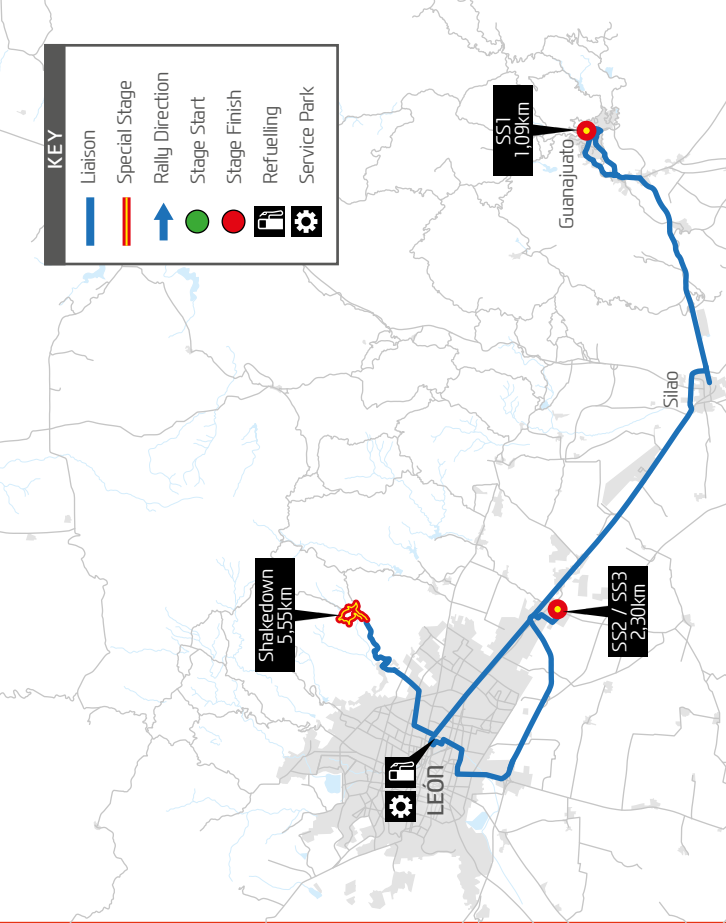 KEY
Liaison
Special Stage
Rally Direction
Stage Start
Stage Finish
Refuelling
Service Park
Shakedown
5,55km
LEÓN
SS2 / SS3
2,30km
Silao
Guanajuato
SS1
1,09km